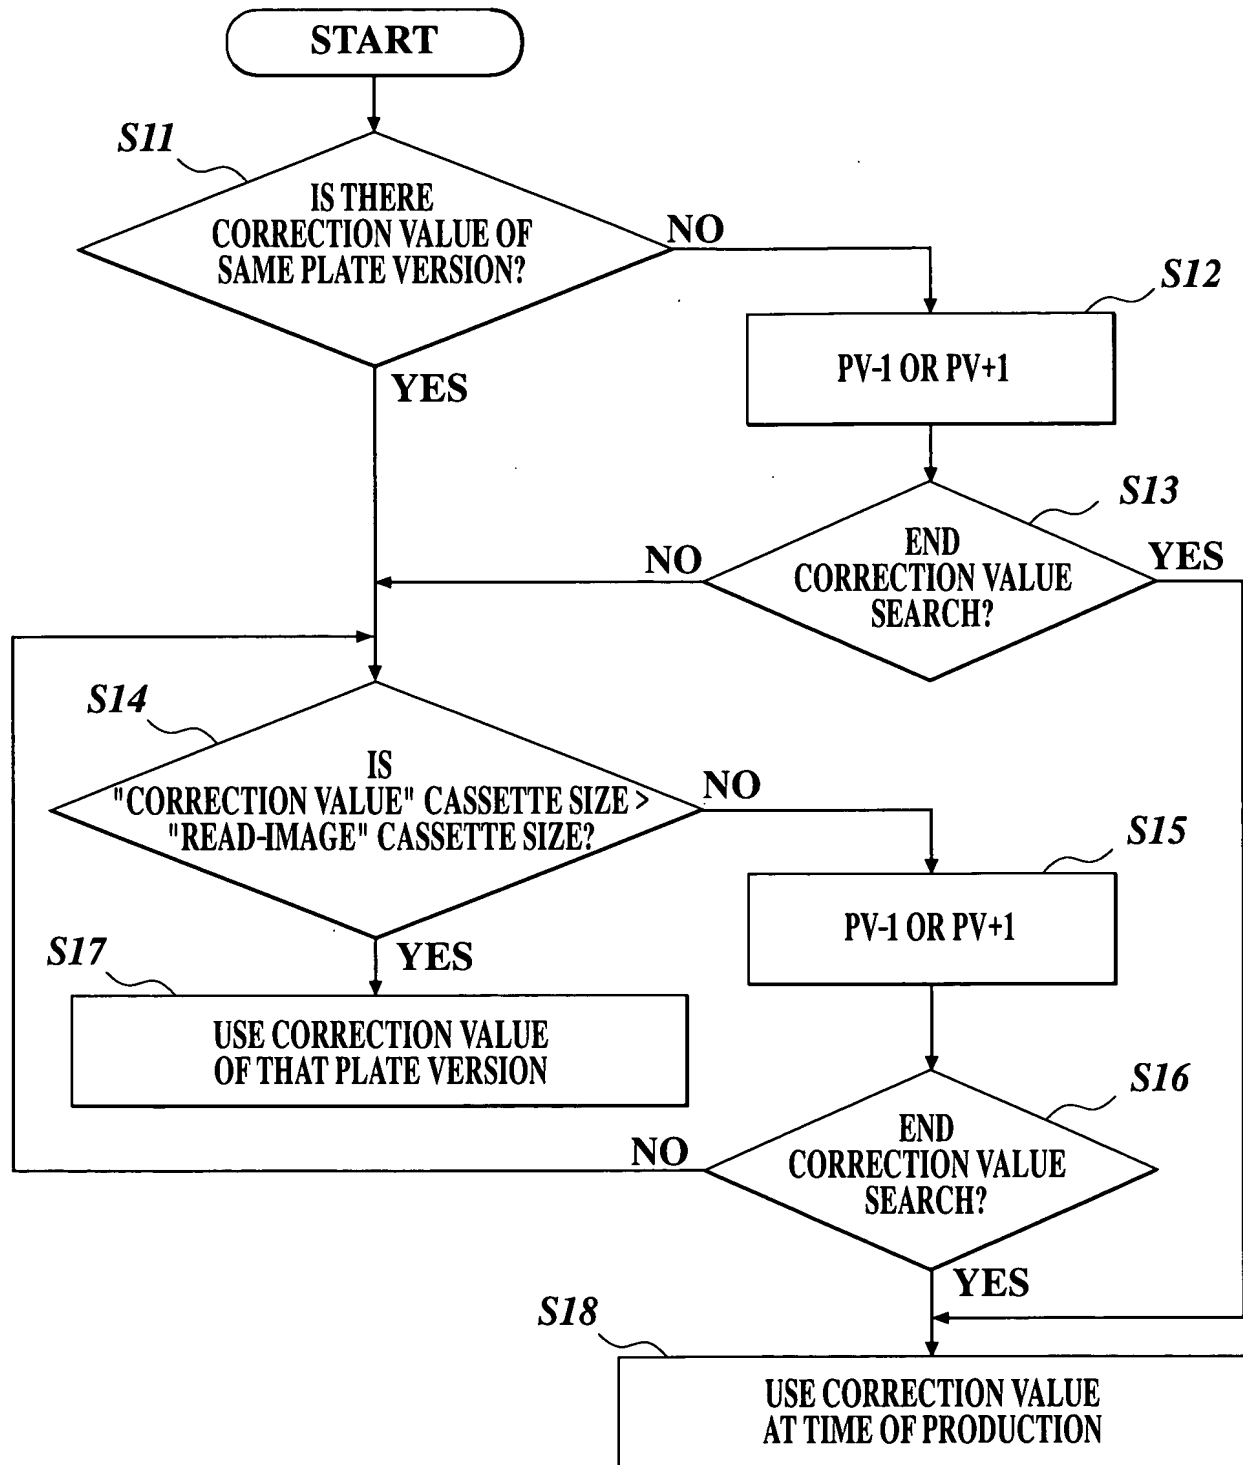 START
S11
IS THERE
CORRECTION VALUE OF
SAME PLATE VERSION?
NO
YES
S12
PV-1 OR PV+1
S13
END
CORRECTION VALUE
SEARCH?
NO
YES
S14
IS
"CORRECTION VALUE" CASSETTE SIZE >
"READ-IMAGE" CASSETTE SIZE?
NO
YES
S15
PV-1 OR PV+1
S17
USE CORRECTION VALUE
OF THAT PLATE VERSION
S16
END
CORRECTION VALUE
SEARCH?
NO
YES
S18
USE CORRECTION VALUE
AT TIME OF PRODUCTION